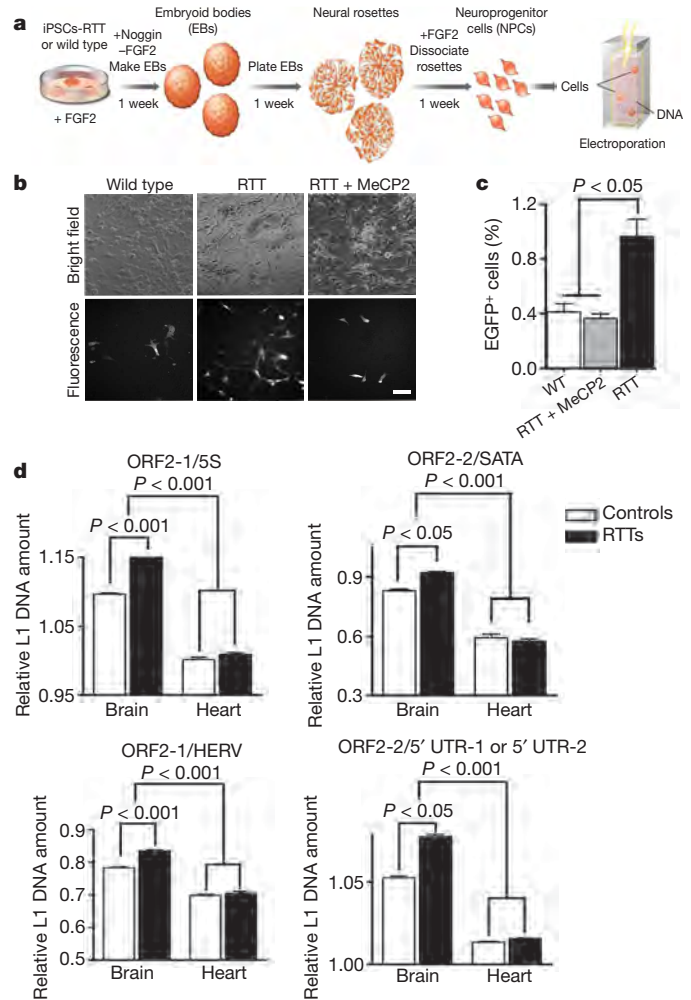 a
iPSCs-RTT
or wild type
+ FGF2
+Noggin
–FGF2
Make EBs
1 week
Embryoid bodies
(EBs)
Plate EBs
1 week
Neural rosettes
+FGF2
Dissociate
rosettes
1 week
Neuroprogenitor
cells (NPCs)
Cells
DNA
Electroporation
b
Wild type
RTT
RTT + MeCP2
Bright field
Fluorescence
c
P < 0.05
EGFP⁺ cells (%)
1.2
0.8
0.4
0.0
WT
RTT + MeCP2
RTT
d
ORF2-1/5S
P < 0.001
P < 0.001
Relative L1 DNA amount
1.15
1.05
0.95
Brain
Heart
ORF2-2/SATA
P < 0.001
P < 0.05
Relative L1 DNA amount
0.9
0.6
0.3
Brain
Heart
Controls
RTTs
ORF2-1/HERV
P < 0.001
P < 0.001
Relative L1 DNA amount
0.9
0.8
0.7
0.6
0.5
Brain
Heart
ORF2-2/5′ UTR-1 or 5′ UTR-2
P < 0.001
P < 0.05
Relative L1 DNA amount
1.05
1.00
Brain
Heart